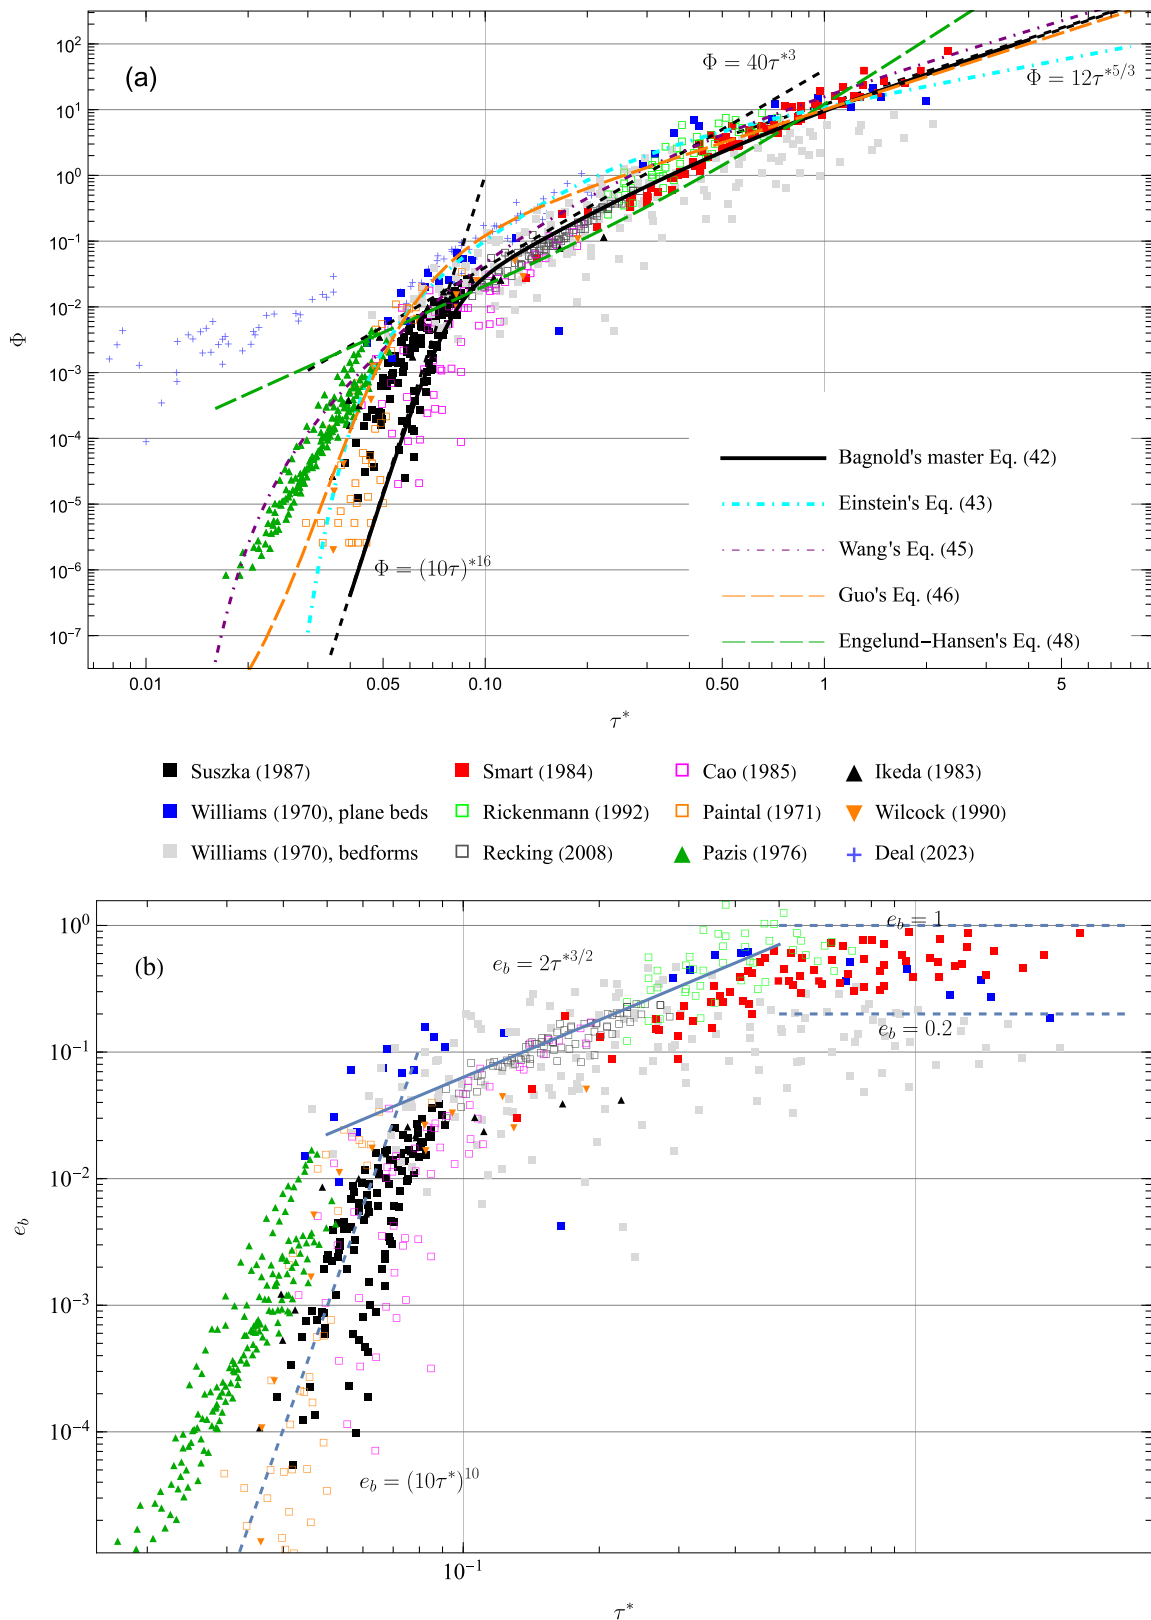 (a)
Φ = 40τ*3
Φ = 12τ*5/3
10²
10¹
10⁰
10⁻¹
10⁻²
10⁻³
10⁻⁴
10⁻⁵
10⁻⁶
10⁻⁷
Φ
Φ = (10τ)*16
Bagnold's master Eq. (42)
Einstein's Eq. (43)
Wang's Eq. (45)
Guo's Eq. (46)
Engelund−Hansen's Eq. (48)
0.01 0.05 0.10 0.50 1 5
τ*
Suszka (1987) Smart (1984) Cao (1985) Ikeda (1983)
Williams (1970), plane beds Rickenmann (1992) Paintal (1971) Wilcock (1990)
Williams (1970), bedforms Recking (2008) Pazis (1976) Deal (2023)
(b)
e_b = 1
e_b = 2τ*3/2
e_b = 0.2
e_b = (10τ*)¹⁰
10⁰
10⁻¹
10⁻²
10⁻³
10⁻⁴
e_b
10⁻¹
τ*